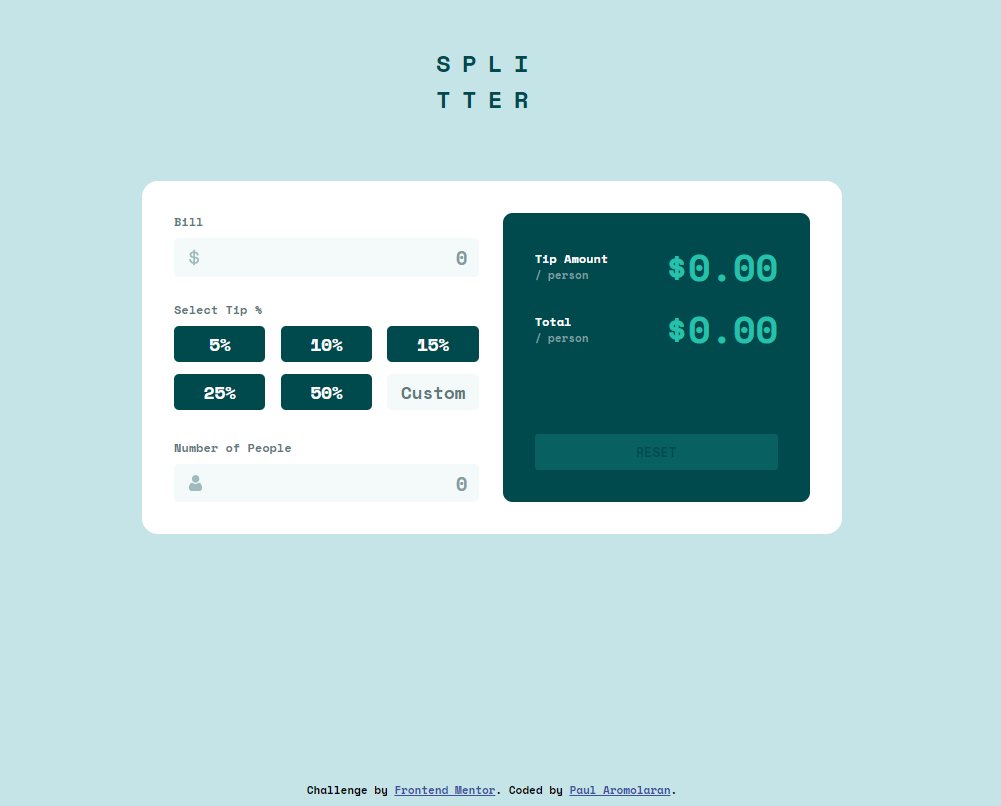 SPLI
TTER
Bill
$ 0
Select Tip %
5% 10% 15%
25% 50% Custom
Number of People
0
Tip Amount
/ person
$0.00
Total
/ person
$0.00
RESET
Challenge by Frontend Mentor. Coded by Paul Aromolaran.